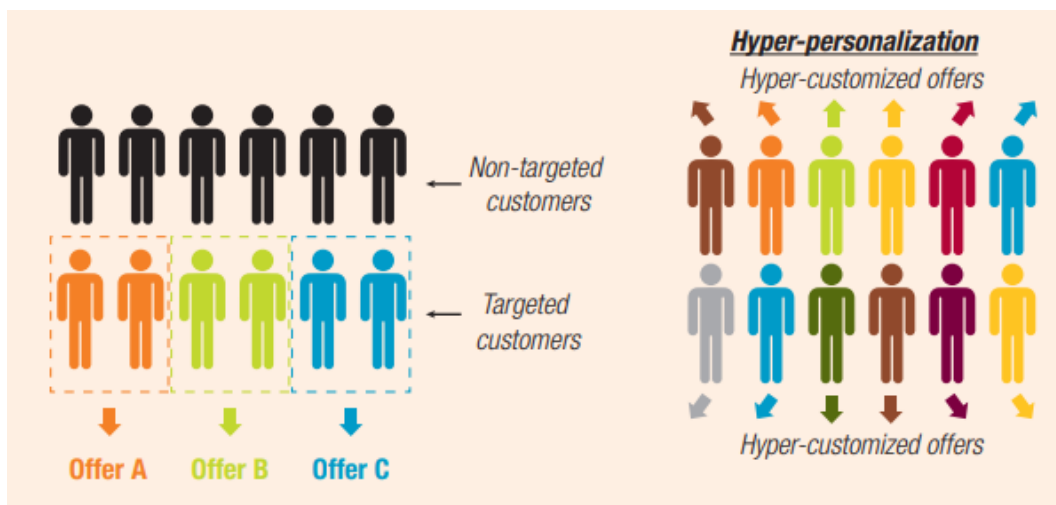 Non-targeted
customers
Targeted
customers
Offer A
Offer B
Offer C
Hyper-personalization
Hyper-customized offers
Hyper-customized offers